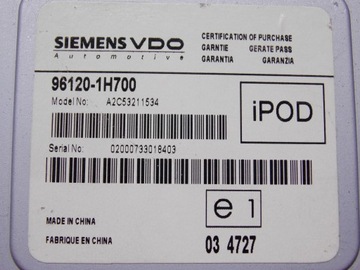 SIEMENS VDO
Automotive
CERTIFICATION OF PURCHASE
GARNTIE GERATE PASS
GARANTIA GARANZIA
96120-1H700
Model No: A2C53211534
iPOD
Serial No: 02000733018403
e 1
MADE IN CHINA
FABRIQUE EN CHINA
03 4727